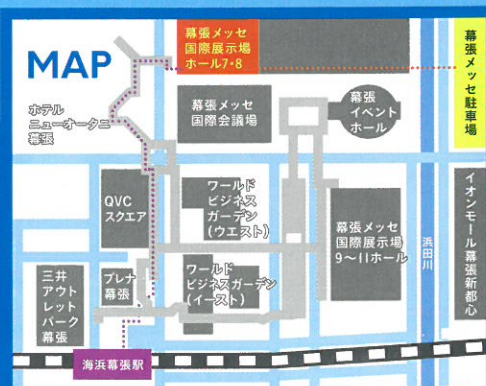 MAP
幕張メッセ
国際展示場
ホール7・8
幕張メッセ駐車場
ホテル
ニューオータニ
幕張
幕張メッセ
国際会議場
幕張
イベント
ホール
QVC
スクエア
ワールド
ビジネス
ガーデン
(ウエスト)
幕張メッセ
国際展示場
9〜11ホール
浜田川
イオンモール幕張新都心
三井
アウト
レット
パーク
幕張
プレナ
幕張
ワールド
ビジネスガーデン
(イースト)
海浜幕張駅